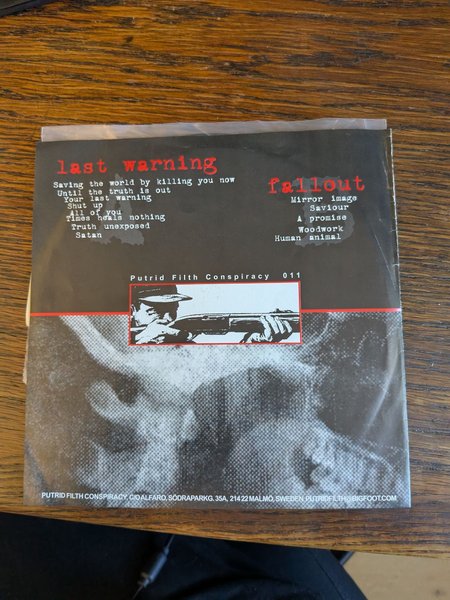 last warning
Saving the world by killing you now
Until the truth is out
Your last warning
Shut up
All of you
Times heals nothing
Truth unexposed
Satan
fallout
Mirror image
Saviour
A promise
Woodwork
Human animal
Putrid Filth Conspiracy 011
PUTRID FILTH CONSPIRACY, C/O ALFARO, SÖDRAPARKG. 35A, 214 22 MALMÖ, SWEDEN, PUTRIDFILTH@BIGFOOT.COM